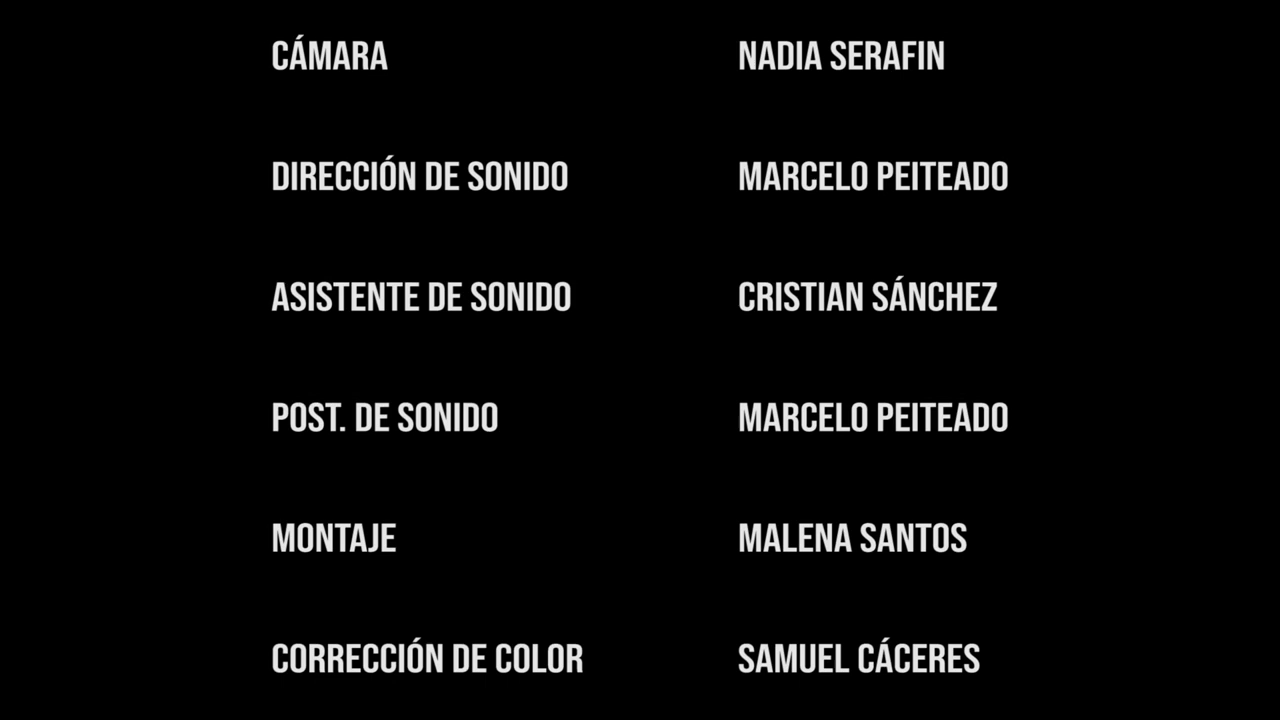 CÁMARA NADIA SERAFIN
DIRECCIÓN DE SONIDO MARCELO PEITEADO
ASISTENTE DE SONIDO CRISTIAN SÁNCHEZ
POST. DE SONIDO MARCELO PEITEADO
MONTAJE MALENA SANTOS
CORRECCIÓN DE COLOR SAMUEL CÁCERES